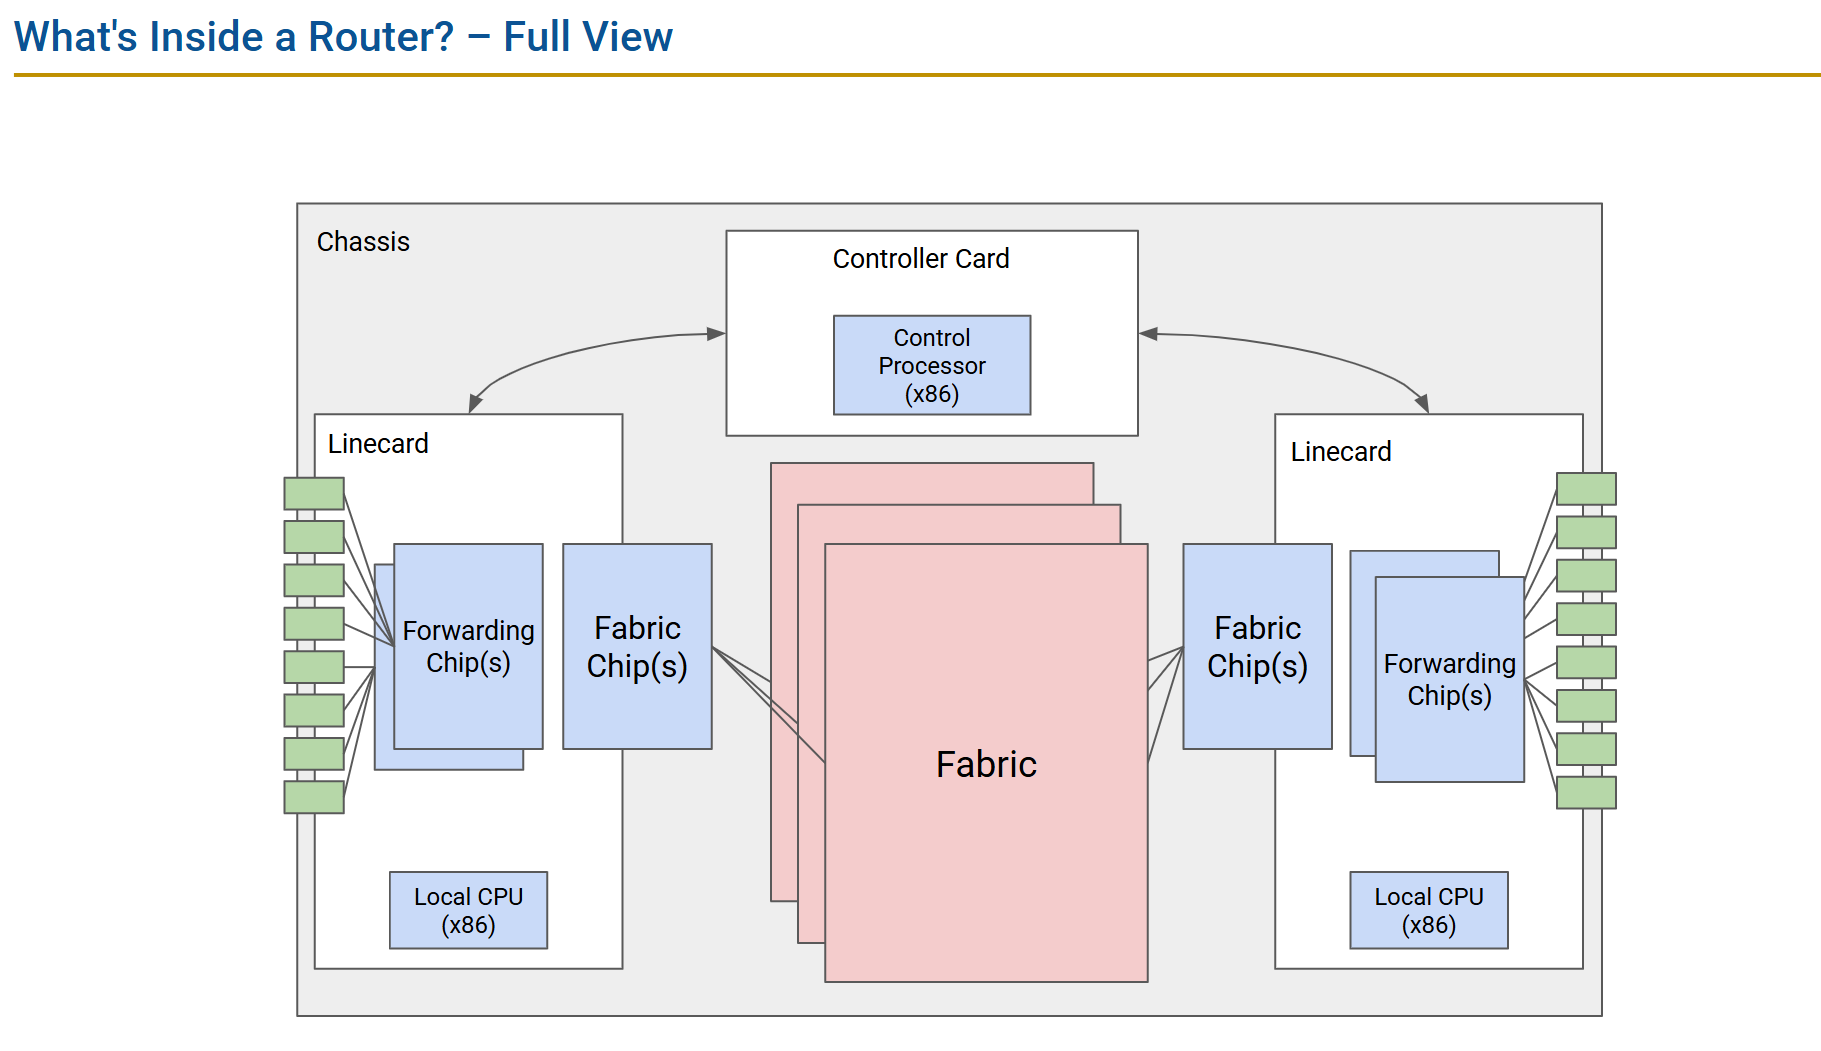 What's Inside a Router? – Full View
Chassis
Controller Card
Control
Processor
(x86)
Linecard
Linecard
Forwarding
Chip(s)
Fabric
Chip(s)
Fabric
Fabric
Chip(s)
Forwarding
Chip(s)
Local CPU
(x86)
Local CPU
(x86)